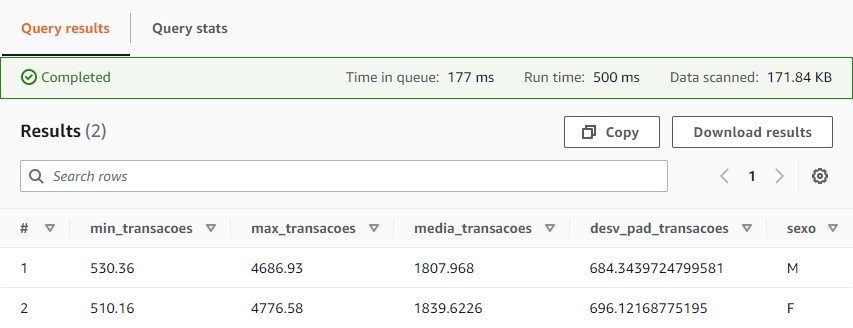 Query results Query stats
Completed Time in queue: 177 ms Run time: 500 ms Data scanned: 171.84 KB
Results (2) Copy Download results
Search rows 1
# min_transacoes max_transacoes media_transacoes desv_pad_transacoes sexo
1 530.36 4686.93 1807.968 684.3439724799581 M
2 510.16 4776.58 1839.6226 696.12168775195 F